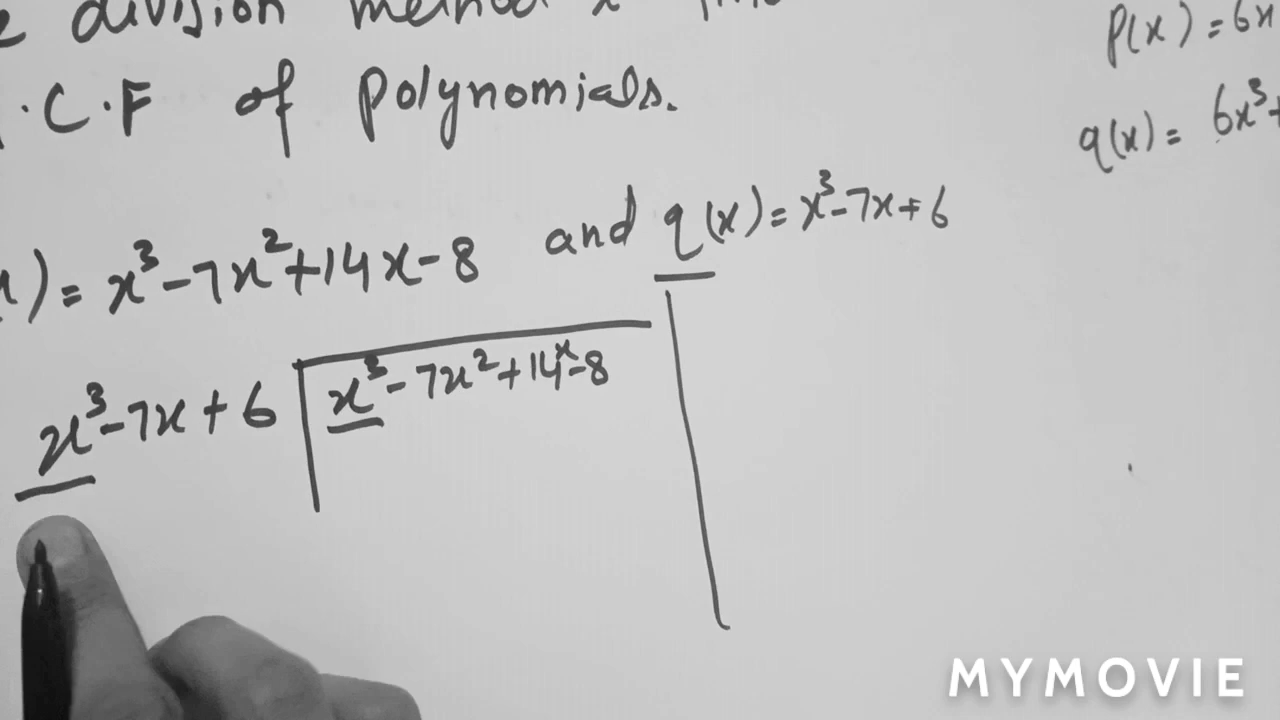 division method
.C.F of polynomials.
p(x) = 6x
q(x) = 6x³+
x) = x³-7x²+14x-8 and q(x) = x³-7x+6
x³-7x+6 x³-7x²+14x-8
MYMOVIE